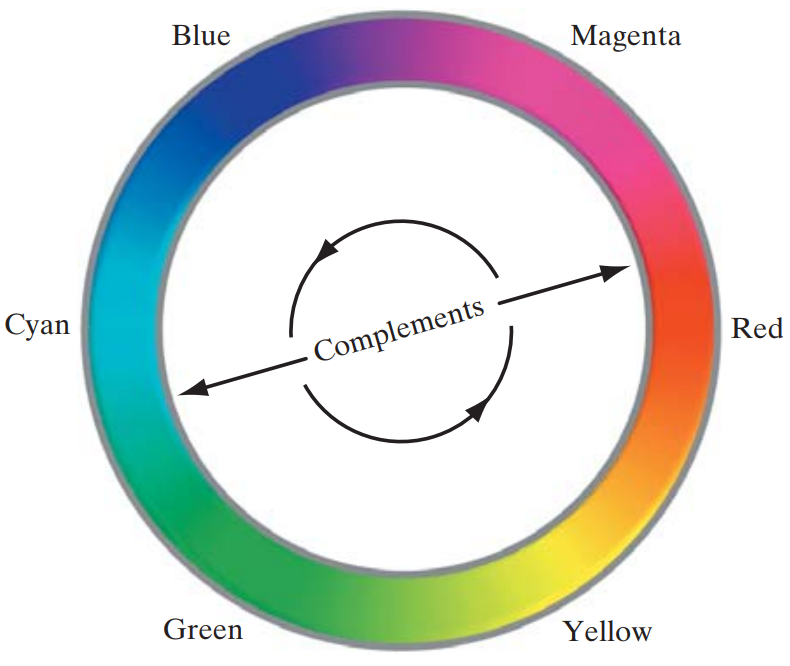 Blue
Magenta
Complements
Cyan
Red
Green
Yellow